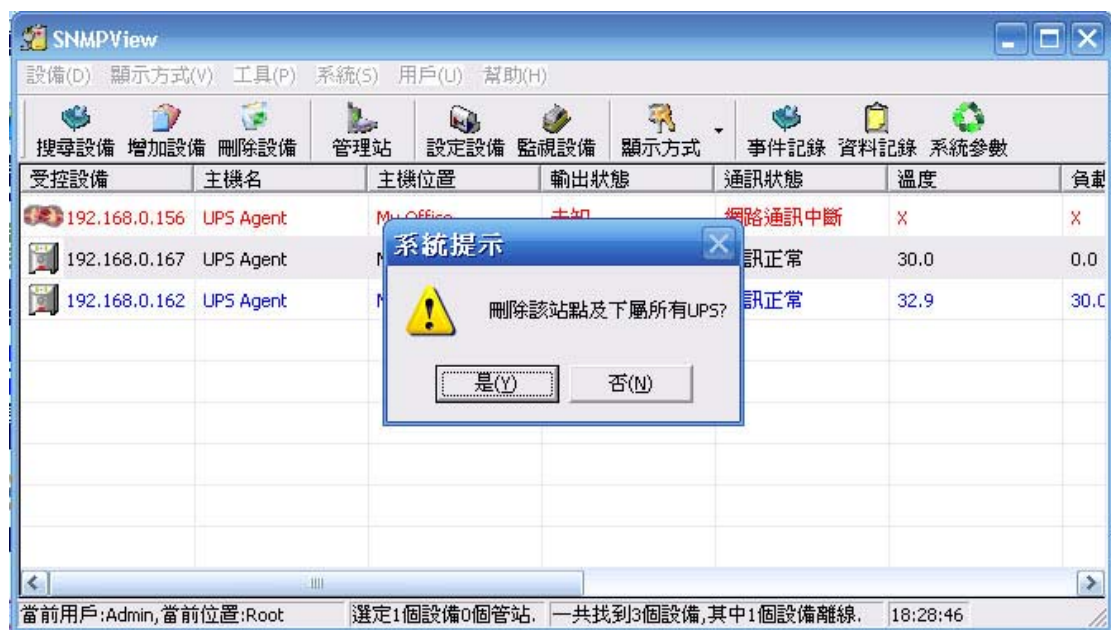 SNMPView
設備(D) 顯示方式(V) 工具(P) 系統(S) 用戶(U) 幫助(H)
搜尋設備 增加設備 刪除設備 管理站 設定設備 監視設備 顯示方式 事件記錄 資料記錄 系統參數
受控設備 主機名 主機位置 輸出狀態 通訊狀態 溫度
192.168.0.156 UPS Agent My Office 未知 網路通訊中斷 X X
系統提示
192.168.0.167 UPS Agent 訊正常 30.0 0.0
192.168.0.162 UPS Agent 訊正常 32.9
刪除該站點及下屬所有UPS?
是(Y) 否(N)
當前用戶:Admin,當前位置:Root 選定1個設備0個管站. 一共找到3個設備,其中1個設備離線. 18:28:46